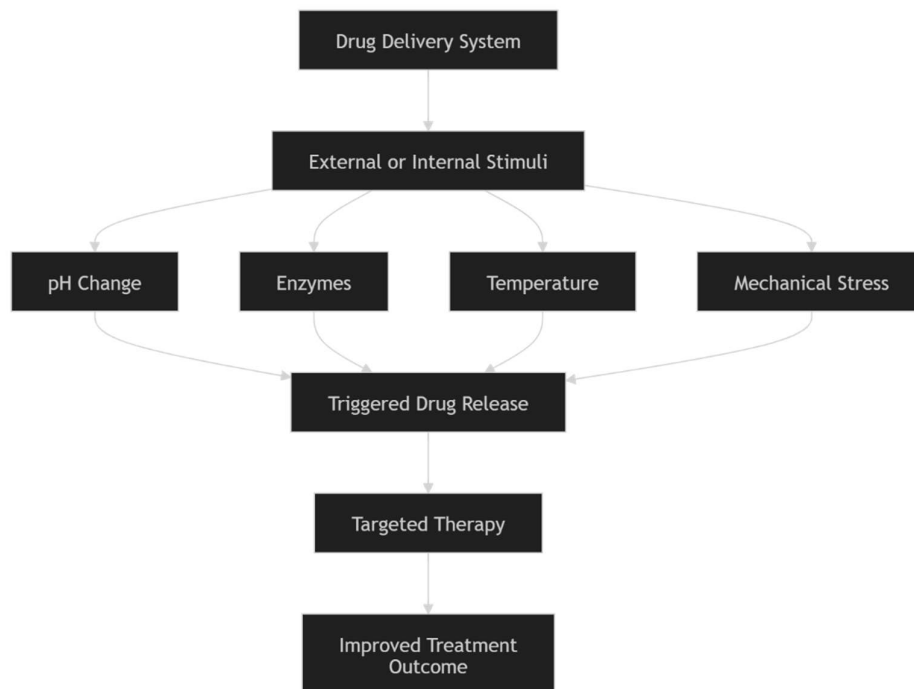 Drug Delivery System
External or Internal Stimuli
pH Change
Enzymes
Temperature
Mechanical Stress
Triggered Drug Release
Targeted Therapy
Improved Treatment
Outcome